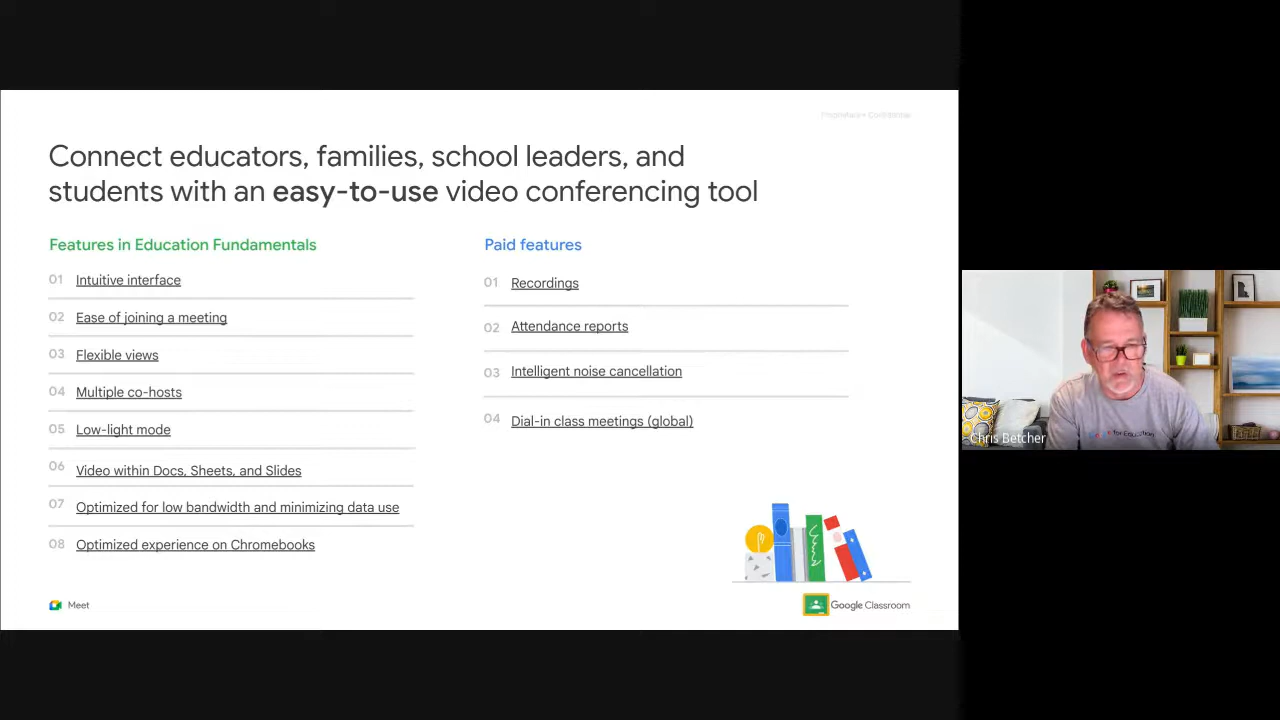 Proprietary + Confidential
Connect educators, families, school leaders, and
students with an easy-to-use video conferencing tool
Features in Education Fundamentals
01 Intuitive interface
02 Ease of joining a meeting
03 Flexible views
04 Multiple co-hosts
05 Low-light mode
06 Video within Docs, Sheets, and Slides
07 Optimized for low bandwidth and minimizing data use
08 Optimized experience on Chromebooks
Paid features
01 Recordings
02 Attendance reports
03 Intelligent noise cancellation
04 Dial-in class meetings (global)
Meet
Google Classroom
for Education
Chris Betcher